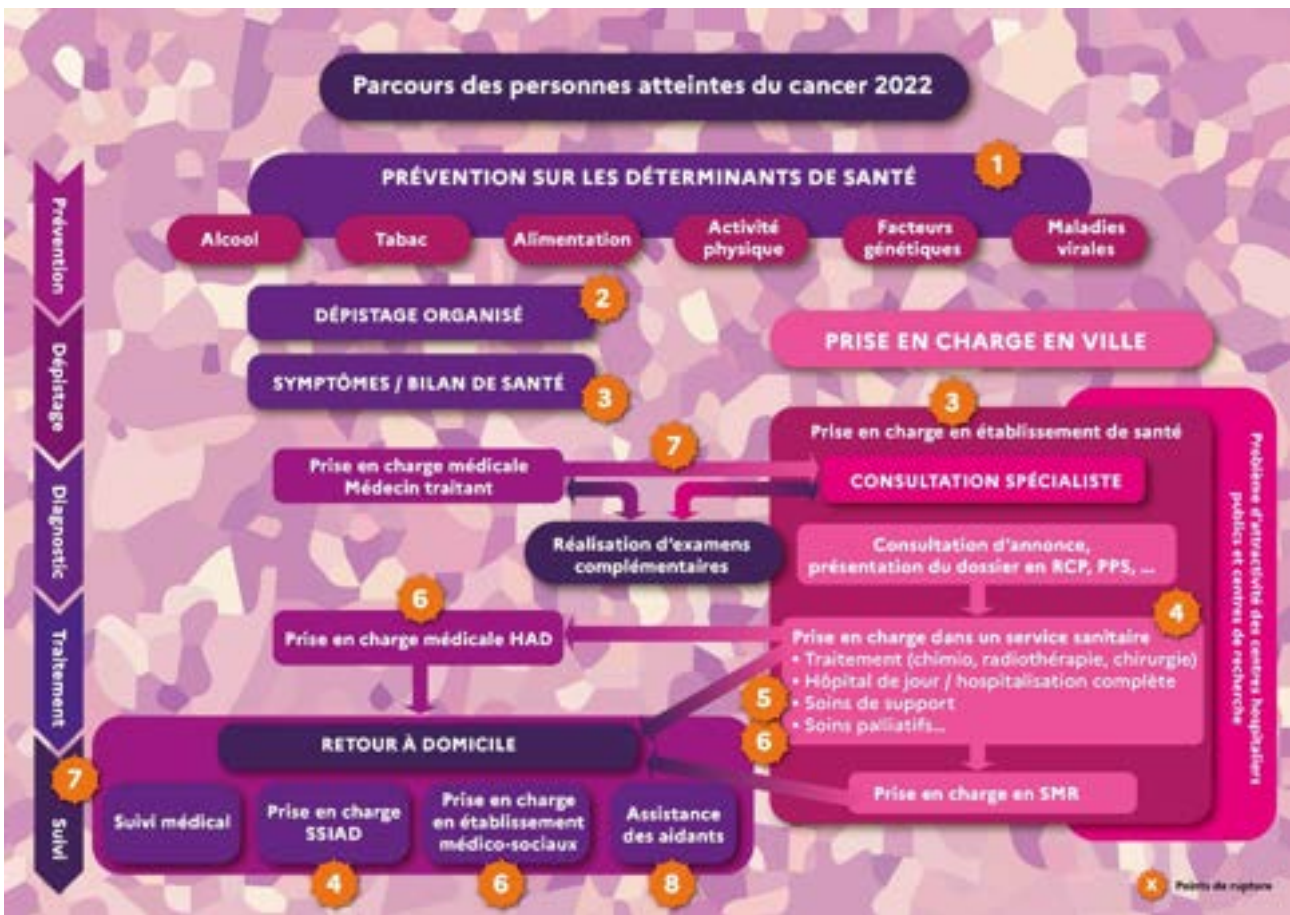 Parcours des personnes atteintes du cancer 2022
1
PRÉVENTION SUR LES DÉTERMINANTS DE SANTÉ
Alcool
Tabac
Alimentation
Activité
physique
Facteurs
génétiques
Maladies
virales
Prévention
Dépistage
Diagnostic
Traitement
Suivi
2
DÉPISTAGE ORGANISÉ
SYMPTÔMES / BILAN DE SANTÉ
3
PRISE EN CHARGE EN VILLE
3
Prise en charge en établissement de santé
Problème d'attractivité des centres hospitaliers
publics et centres de recherche
7
Prise en charge médicale
Médecin traitant
CONSULTATION SPÉCIALISTE
Réalisation d'examens
complémentaires
Consultation d'annonce,
présentation du dossier en RCP, PPS, ...
6
Prise en charge médicale HAD
4
Prise en charge dans un service sanitaire
• Traitement (chimio, radiothérapie, chirurgie)
• Hôpital de jour / hospitalisation complète
• Soins de support
• Soins palliatifs...
5
6
Prise en charge en SMR
RETOUR À DOMICILE
7
Suivi médical
Prise en charge
SSIAD
4
Prise en charge
en établissement
médico-sociaux
6
Assistance
des aidants
8
X Points de rupture